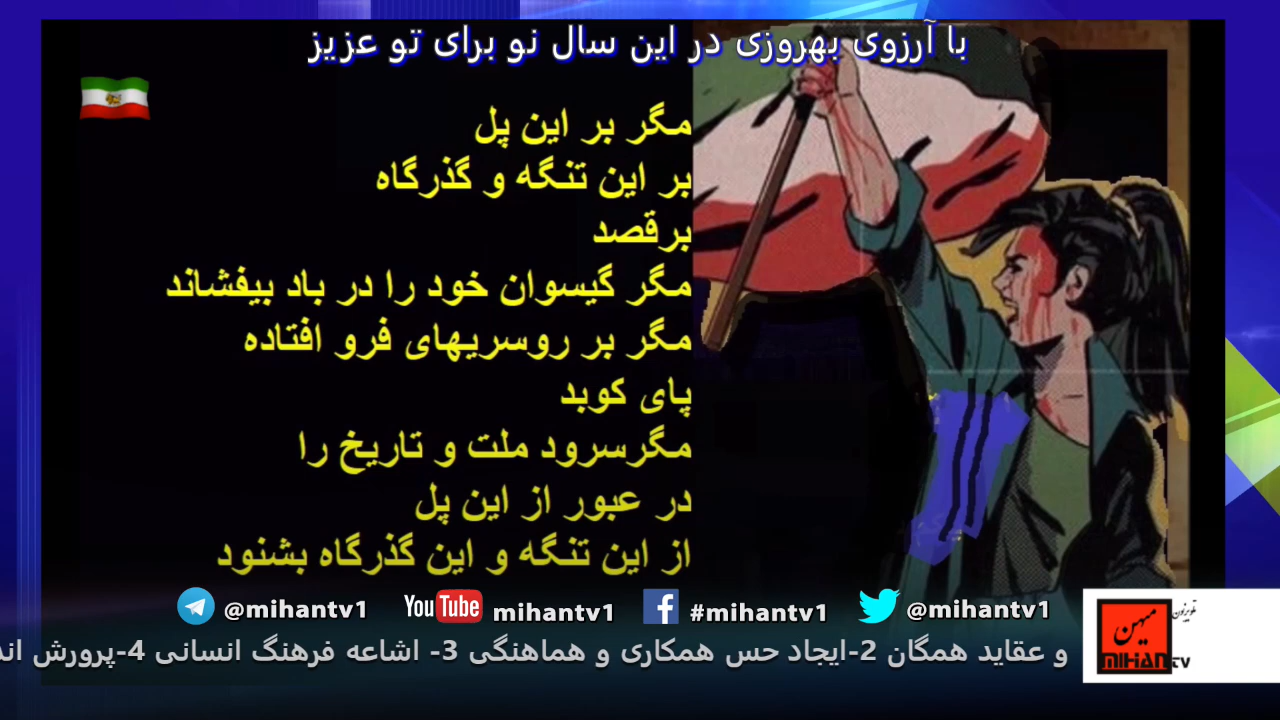 با آرزوی بهروزی در این سال نو برای تو عزیز
مگر بر این پل
بر این تنگه و گذرگاه
برقصد
مگر گیسوان خود را در باد بیفشاند
مگر بر روسریهای فرو افتاده
پای کوبد
مگرسرود ملت و تاریخ را
در عبور از این پل
از این تنگه و این گذرگاه بشنود
@mihantv1 YouTube mihantv1 #mihantv1 @mihantv1
و عقاید همگان 2-ایجاد حس همکاری و هماهنگی 3- اشاعه فرهنگ انسانی 4-پرورش
تلویزیون
میهن
MIHAN TV